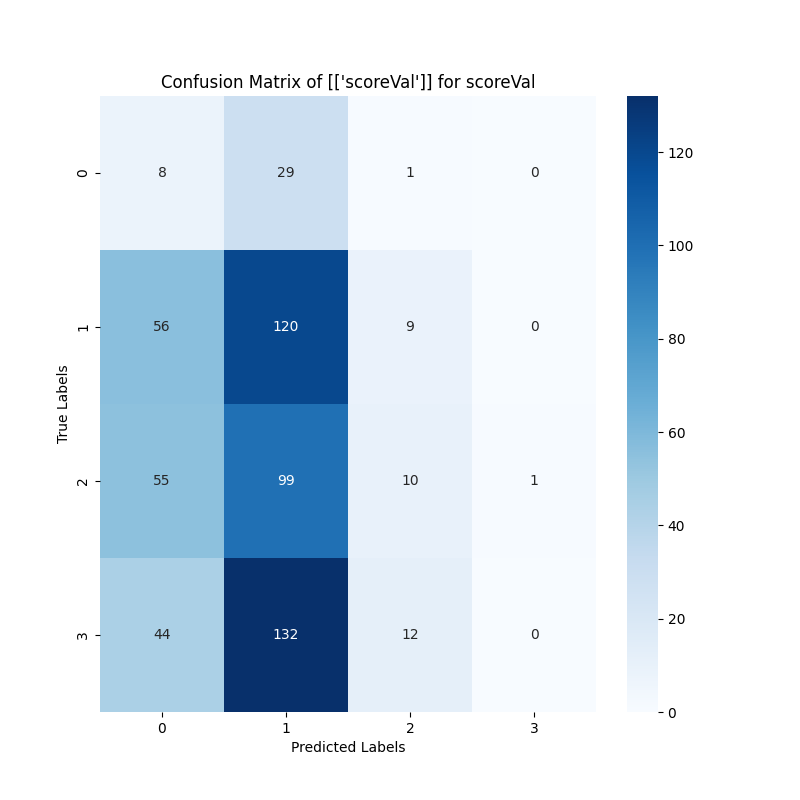 Confusion Matrix of [['scoreVal']] for scoreVal
0 8 29 1 0
1 56 120 9 0
2 55 99 10 1
3 44 132 12 0
0 1 2 3
Predicted Labels
True Labels
120
100
80
60
40
20
0